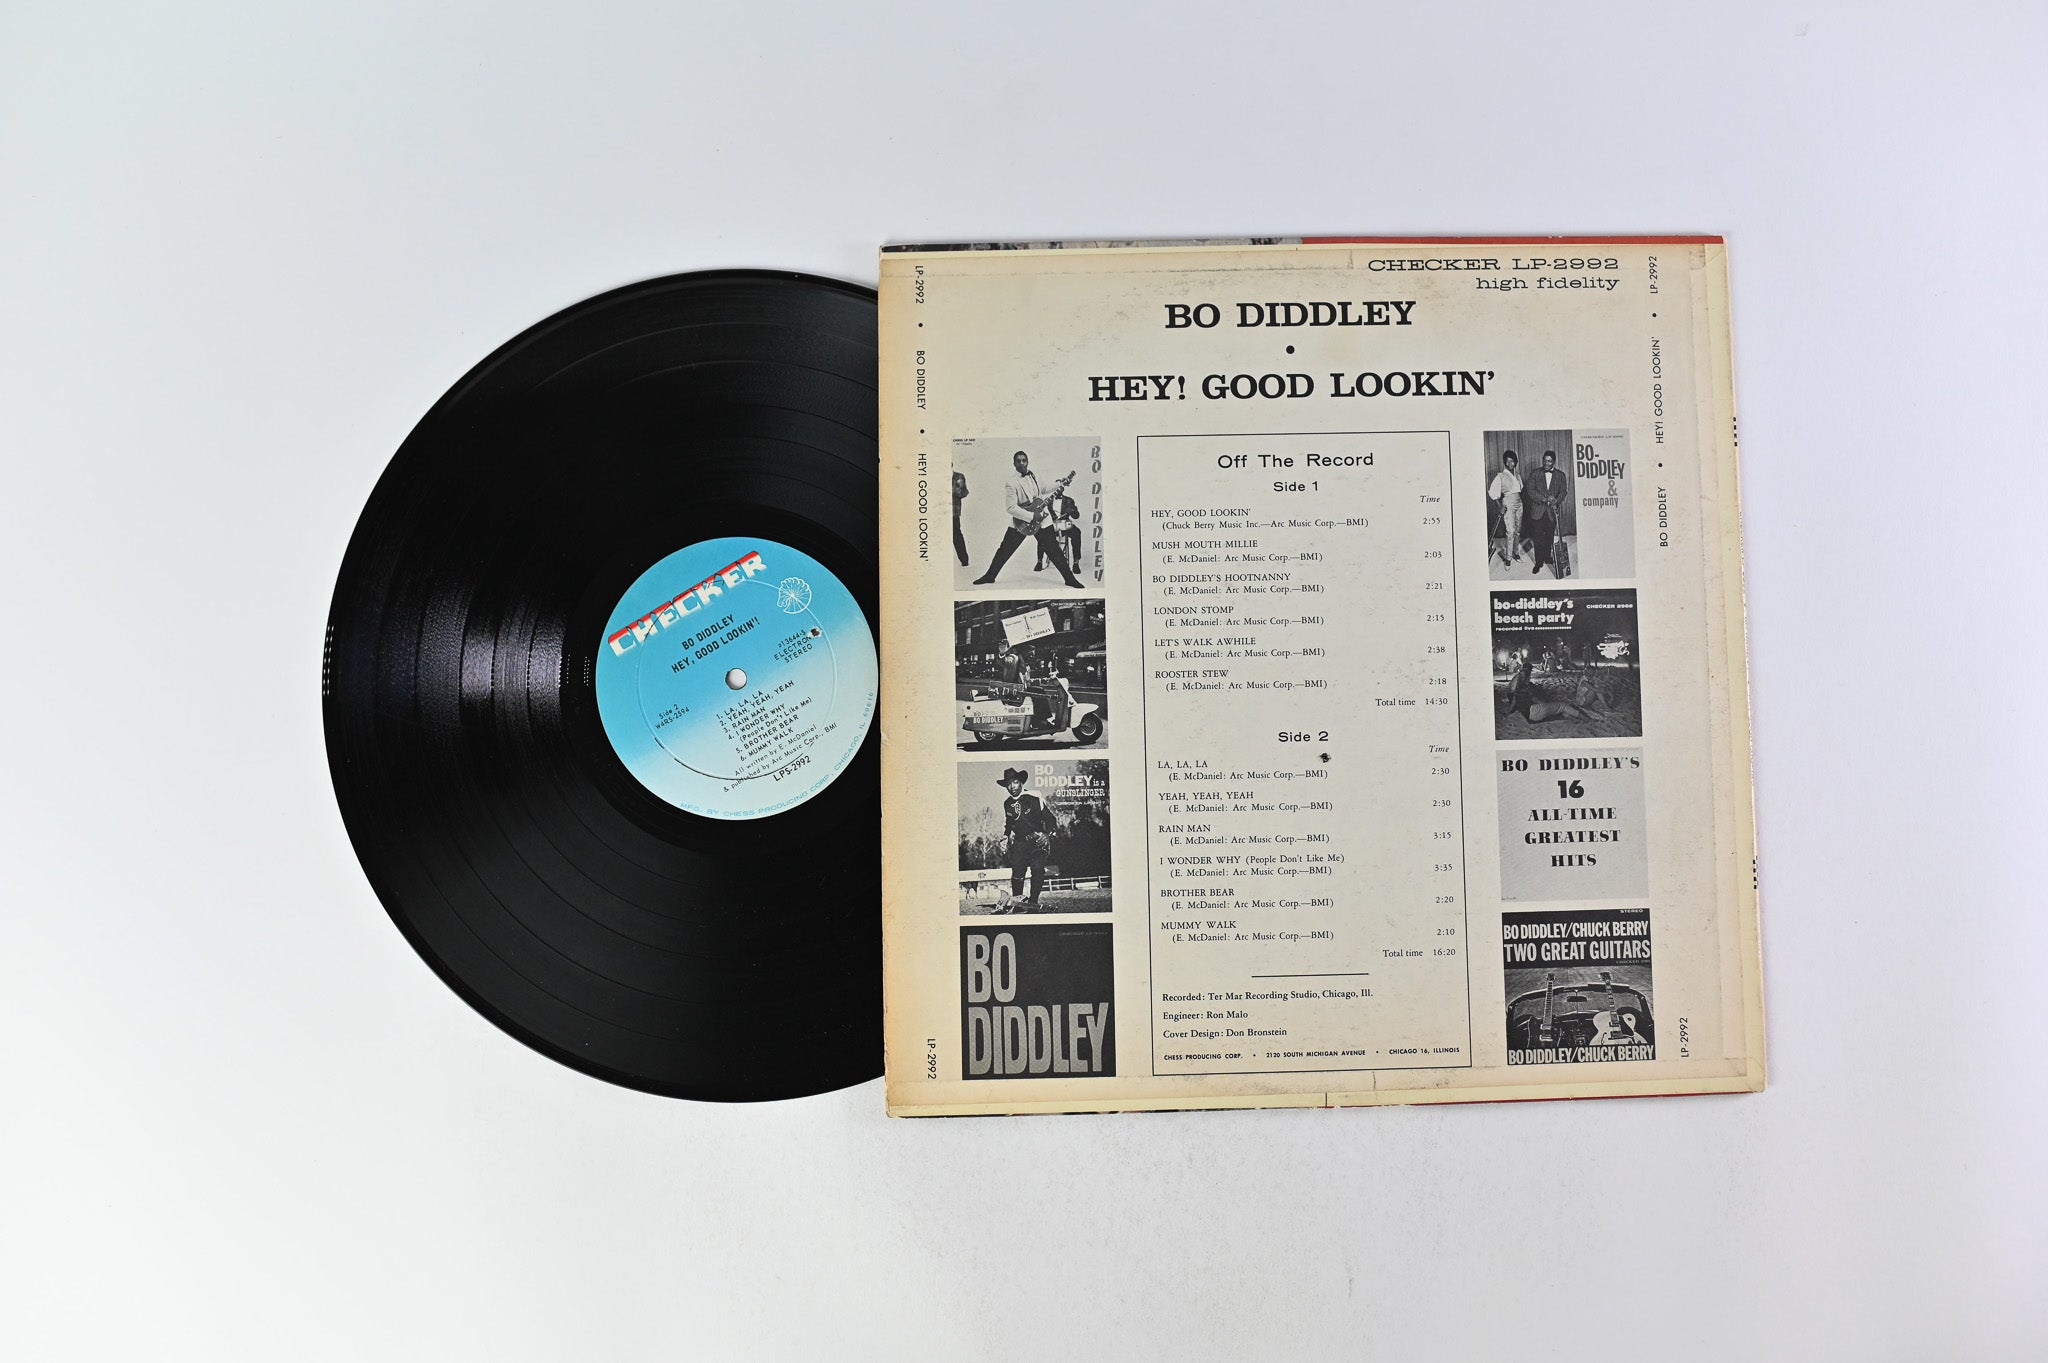 CHECKER
BO DIDDLEY
HEY, GOOD LOOKIN'!
#13644-S
ELECTRON
STEREO
Side 2
W4RS-2594
1. LA, LA, LA
2. YEAH, YEAH, YEAH
3. RAIN MAN
4. I WONDER WHY
(People Don't Like Me)
5. BROTHER BEAR
6. MUMMY WALK
All written by E. McDaniel
& published by Arc Music Corp., BMI
LPS-2992
MFG. BY CHESS PRODUCING CORP., CHICAGO, IL 60616
LP-2992 • BO DIDDLEY • HEY! GOOD LOOKIN'
LP-2992
CHECKER LP-2992
high fidelity
BO DIDDLEY
•
HEY! GOOD LOOKIN'
BO DIDDLEY
BO DIDDLEY
BO
DIDDLEY is a
GUNSLINGER
BO
DIDDLEY
Off The Record
Side 1
Time
HEY, GOOD LOOKIN'
(Chuck Berry Music Inc.—Arc Music Corp.—BMI) 2:55
MUSH MOUTH MILLIE
(E. McDaniel: Arc Music Corp.—BMI) 2:03
BO DIDDLEY'S HOOTNANNY
(E. McDaniel: Arc Music Corp.—BMI) 2:21
LONDON STOMP
(E. McDaniel: Arc Music Corp.—BMI) 2:15
LET'S WALK AWHILE
(E. McDaniel: Arc Music Corp.—BMI) 2:38
ROOSTER STEW
(E. McDaniel: Arc Music Corp.—BMI) 2:18
Total time 14:30
Side 2
Time
LA, LA, LA
(E. McDaniel: Arc Music Corp.—BMI) 2:30
YEAH, YEAH, YEAH
(E. McDaniel: Arc Music Corp.—BMI) 2:30
RAIN MAN
(E. McDaniel: Arc Music Corp.—BMI) 3:15
I WONDER WHY (People Don't Like Me)
(E. McDaniel: Arc Music Corp.—BMI) 3:35
BROTHER BEAR
(E. McDaniel: Arc Music Corp.—BMI) 2:20
MUMMY WALK
(E. McDaniel: Arc Music Corp.—BMI) 2:10
Total time 16:20
Recorded: Ter Mar Recording Studio, Chicago, Ill.
Engineer: Ron Malo
Cover Design: Don Bronstein
CHESS PRODUCING CORP. • 2120 SOUTH MICHIGAN AVENUE • CHICAGO 16, ILLINOIS
BO-
DIDDLEY
&
company
bo-diddley's
beach party
CHECKER 2988
recorded live
BO DIDDLEY'S
16
ALL-TIME
GREATEST
HITS
STEREO
BO DIDDLEY/CHUCK BERRY
TWO GREAT GUITARS
BO DIDDLEY/CHUCK BERRY
BO DIDDLEY • HEY! GOOD LOOKIN' • LP-2992
LP-2992